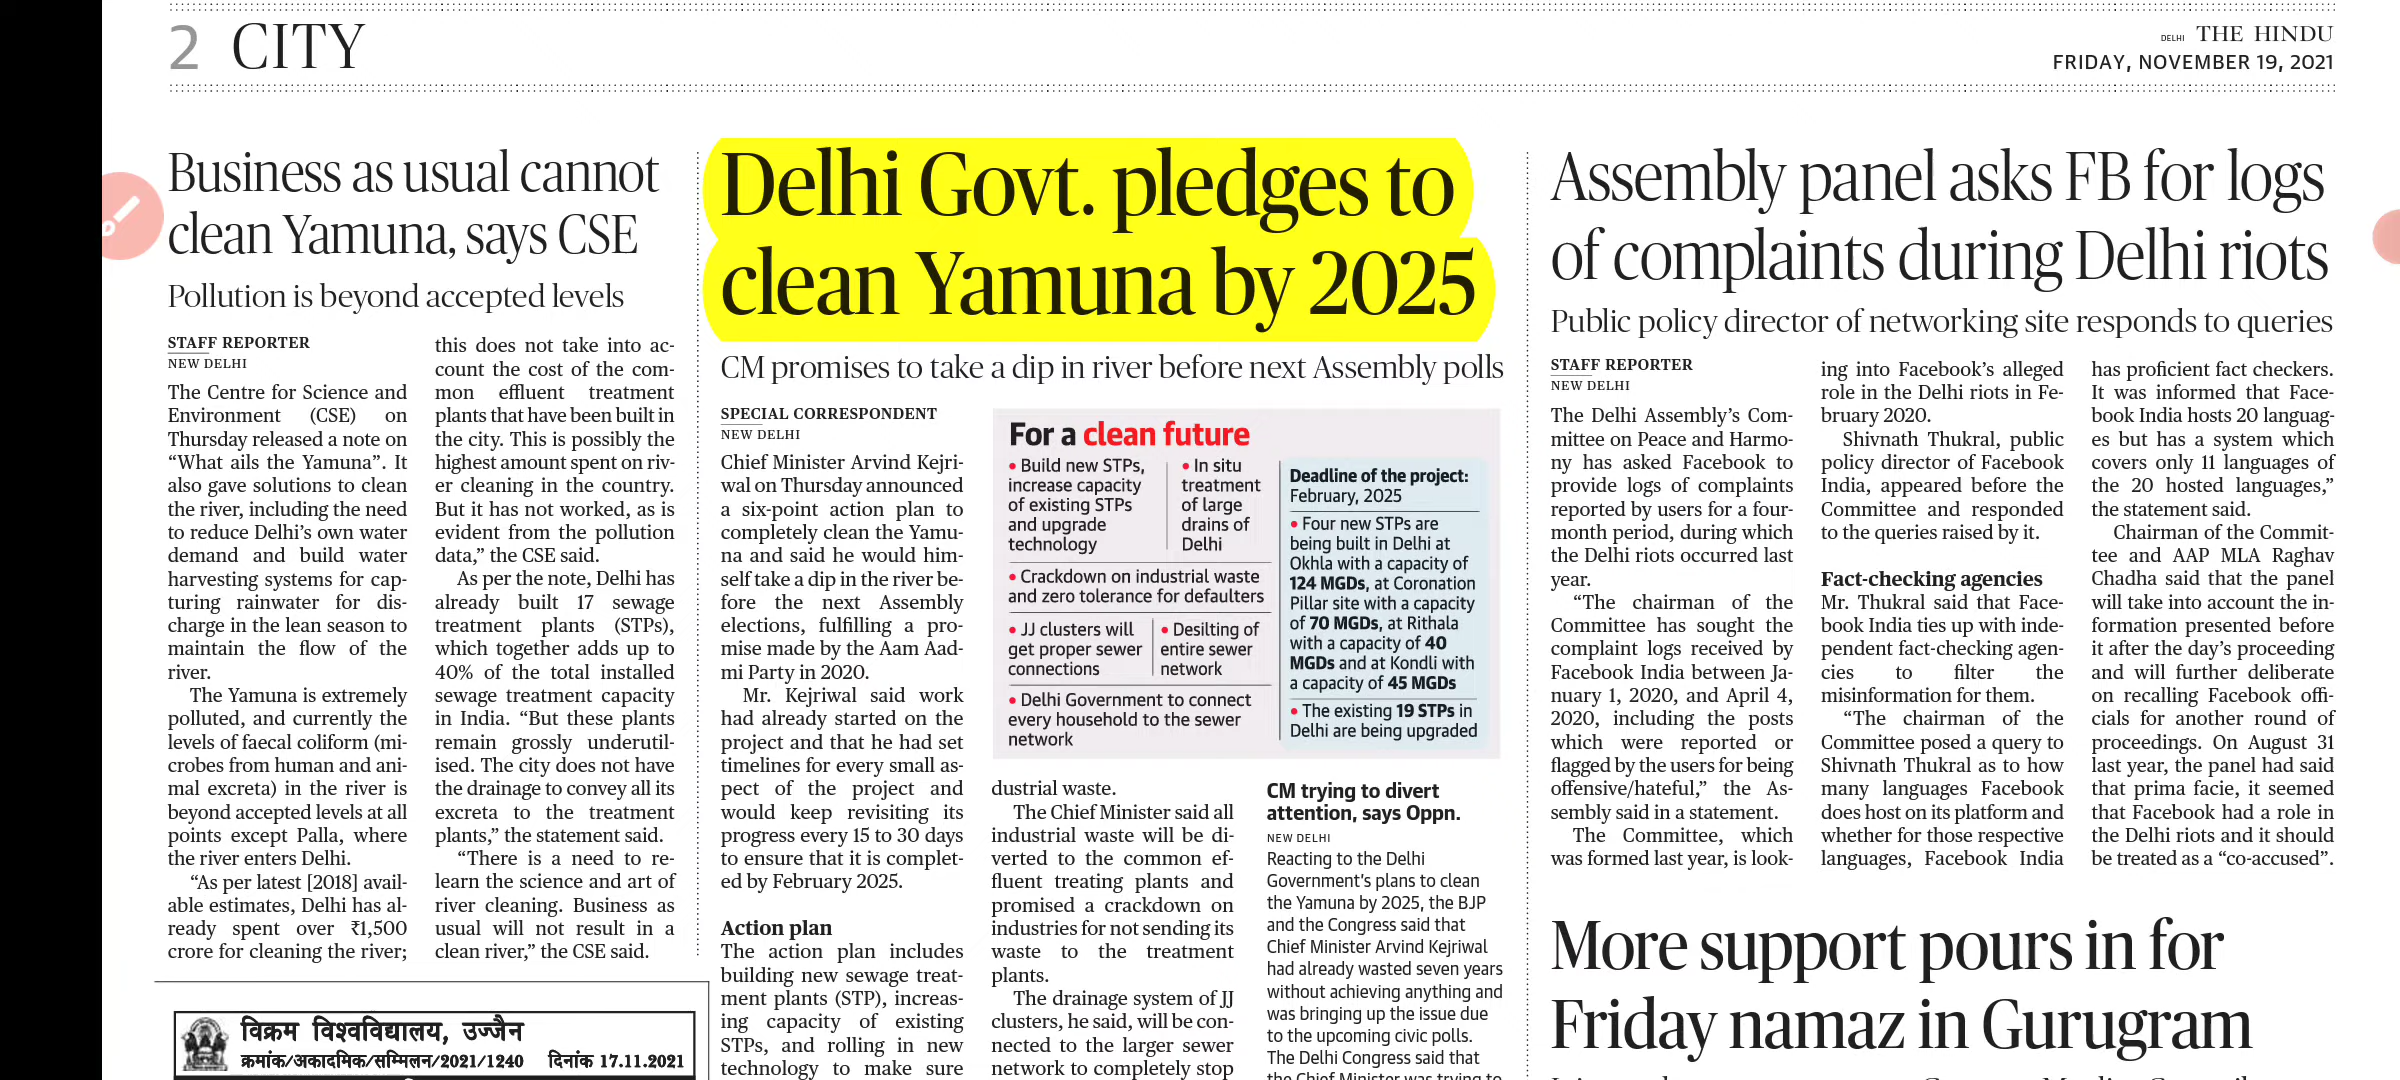 2 CITY
DELHI THE HINDU
FRIDAY, NOVEMBER 19, 2021
Business as usual cannot
clean Yamuna, says CSE
Pollution is beyond accepted levels
STAFF REPORTER
NEW DELHI
The Centre for Science and
Environment (CSE) on
Thursday released a note on
“What ails the Yamuna”. It
also gave solutions to clean
the river, including the need
to reduce Delhi’s own water
demand and build water
harvesting systems for cap-
turing rainwater for dis-
charge in the lean season to
maintain the flow of the
river.
The Yamuna is extremely
polluted, and currently the
levels of faecal coliform (mi-
crobes from human and ani-
mal excreta) in the river is
beyond accepted levels at all
points except Palla, where
the river enters Delhi.
“As per latest [2018] avail-
able estimates, Delhi has al-
ready spent over ₹1,500
crore for cleaning the river;
this does not take into ac-
count the cost of the com-
mon effluent treatment
plants that have been built in
the city. This is possibly the
highest amount spent on riv-
er cleaning in the country.
But it has not worked, as is
evident from the pollution
data,” the CSE said.
As per the note, Delhi has
already built 17 sewage
treatment plants (STPs),
which together adds up to
40% of the total installed
sewage treatment capacity
in India. “But these plants
remain grossly underutil-
ised. The city does not have
the drainage to convey all its
excreta to the treatment
plants,” the statement said.
“There is a need to re-
learn the science and art of
river cleaning. Business as
usual will not result in a
clean river,” the CSE said.
विक्रम विश्वविद्यालय, उज्जैन
क्रमांक/अकादमिक/सम्मिलन/2021/1240 दिनांक 17.11.2021
Delhi Govt. pledges to
clean Yamuna by 2025
CM promises to take a dip in river before next Assembly polls
SPECIAL CORRESPONDENT
NEW DELHI
Chief Minister Arvind Kejri-
wal on Thursday announced
a six-point action plan to
completely clean the Yamu-
na and said he would him-
self take a dip in the river be-
fore the next Assembly
elections, fulfilling a pro-
mise made by the Aam Aad-
mi Party in 2020.
Mr. Kejriwal said work
had already started on the
project and that he had set
timelines for every small as-
pect of the project and
would keep revisiting its
progress every 15 to 30 days
to ensure that it is complet-
ed by February 2025.
Action plan
The action plan includes
building new sewage treat-
ment plants (STP), increas-
ing capacity of existing
STPs, and rolling in new
technology to make sure
For a clean future
• Build new STPs,
increase capacity
of existing STPs
and upgrade
technology
• In situ
treatment
of large
drains of
Delhi
• Crackdown on industrial waste
and zero tolerance for defaulters
• JJ clusters will
get proper sewer
connections
• Desilting of
entire sewer
network
• Delhi Government to connect
every household to the sewer
network
Deadline of the project:
February, 2025
• Four new STPs are
being built in Delhi at
Okhla with a capacity of
124 MGDs, at Coronation
Pillar site with a capacity
of 70 MGDs, at Rithala
with a capacity of 40
MGDs and at Kondli with
a capacity of 45 MGDs
• The existing 19 STPs in
Delhi are being upgraded
dustrial waste.
The Chief Minister said all
industrial waste will be di-
verted to the common ef-
fluent treating plants and
promised a crackdown on
industries for not sending its
waste to the treatment
plants.
The drainage system of JJ
clusters, he said, will be con-
nected to the larger sewer
network to completely stop
CM trying to divert
attention, says Oppn.
NEW DELHI
Reacting to the Delhi
Government’s plans to clean
the Yamuna by 2025, the BJP
and the Congress said that
Chief Minister Arvind Kejriwal
had already wasted seven years
without achieving anything and
was bringing up the issue due
to the upcoming civic polls.
The Delhi Congress said that
the Chief Minister was trying to
Assembly panel asks FB for logs
of complaints during Delhi riots
Public policy director of networking site responds to queries
STAFF REPORTER
NEW DELHI
The Delhi Assembly’s Com-
mittee on Peace and Harmo-
ny has asked Facebook to
provide logs of complaints
reported by users for a four-
month period, during which
the Delhi riots occurred last
year.
“The chairman of the
Committee has sought the
complaint logs received by
Facebook India between Ja-
nuary 1, 2020, and April 4,
2020, including the posts
which were reported or
flagged by the users for being
offensive/hateful,” the As-
sembly said in a statement.
The Committee, which
was formed last year, is look-
ing into Facebook’s alleged
role in the Delhi riots in Fe-
bruary 2020.
Shivnath Thukral, public
policy director of Facebook
India, appeared before the
Committee and responded
to the queries raised by it.
Fact-checking agencies
Mr. Thukral said that Face-
book India ties up with inde-
pendent fact-checking agen-
cies to filter the
misinformation for them.
“The chairman of the
Committee posed a query to
Shivnath Thukral as to how
many languages Facebook
does host on its platform and
whether for those respective
languages, Facebook India
has proficient fact checkers.
It was informed that Face-
book India hosts 20 languag-
es but has a system which
covers only 11 languages of
the 20 hosted languages,”
the statement said.
Chairman of the Commit-
tee and AAP MLA Raghav
Chadha said that the panel
will take into account the in-
formation presented before
it after the day’s proceeding
and will further deliberate
on recalling Facebook offi-
cials for another round of
proceedings. On August 31
last year, the panel had said
that prima facie, it seemed
that Facebook had a role in
the Delhi riots and it should
be treated as a “co-accused”.
More support pours in for
Friday namaz in Gurugram